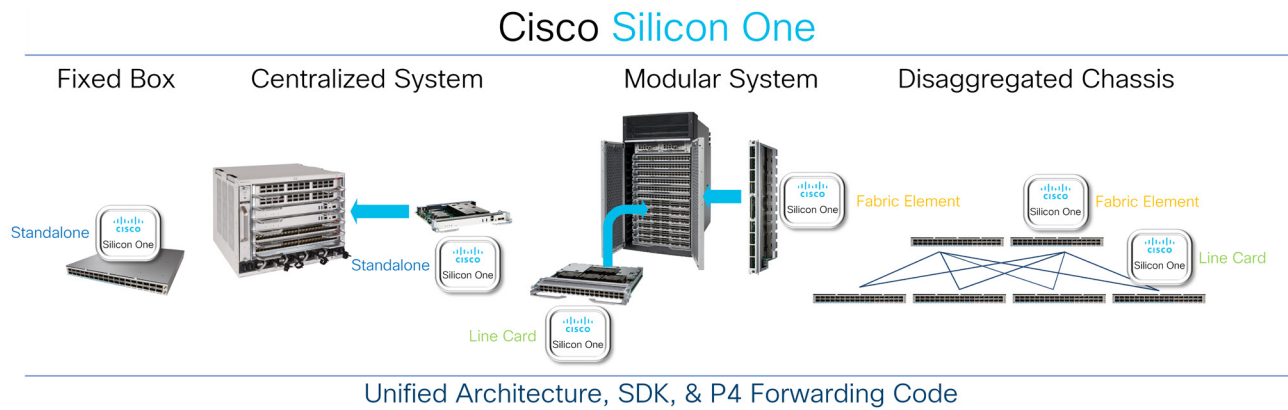 Cisco Silicon One
Fixed Box
Centralized System
Modular System
Disaggregated Chassis
Standalone
CISCO
Silicon One
Standalone
CISCO
Silicon One
Line Card
CISCO
Silicon One
CISCO
Silicon One
Fabric Element
CISCO
Silicon One
Fabric Element
CISCO
Silicon One
Line Card
Unified Architecture, SDK, & P4 Forwarding Code